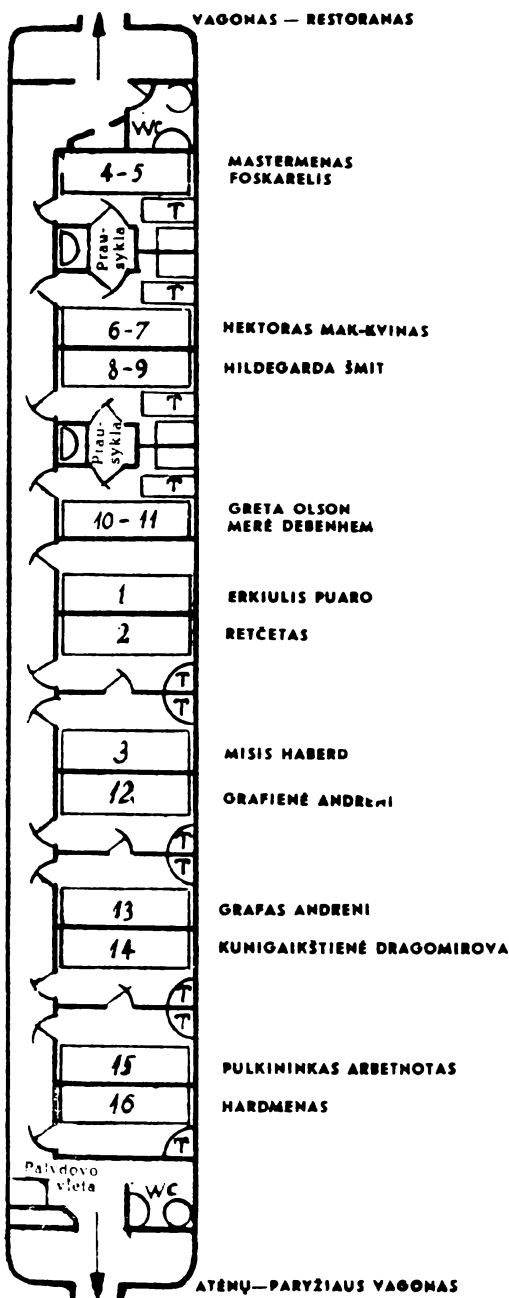 VAGONAS — RESTORANAS
WC
4-5
MASTERMENAS
FOSKARELIS
T
Prau-
sykla
T
6-7
HEKTORAS MAK-KVINAS
8-9
HILDEGARDA ŠMIT
T
Prau-
sykla
T
10-11
GRETA OLSON
MERĖ DEBENHEM
1
ERKIULIS PUARO
2
RETČETAS
T
T
3
MISIS HABERD
12
GRAFIENĖ ANDRENI
T
T
13
GRAFAS ANDRENI
14
KUNIGAIKŠTIENĖ DRAGOMIROVA
T
T
15
PULKININKAS ARBETNOTAS
16
HARDMENAS
T
Palydovo
vieta
WC
ATĖNŲ—PARYŽIAUS VAGONAS